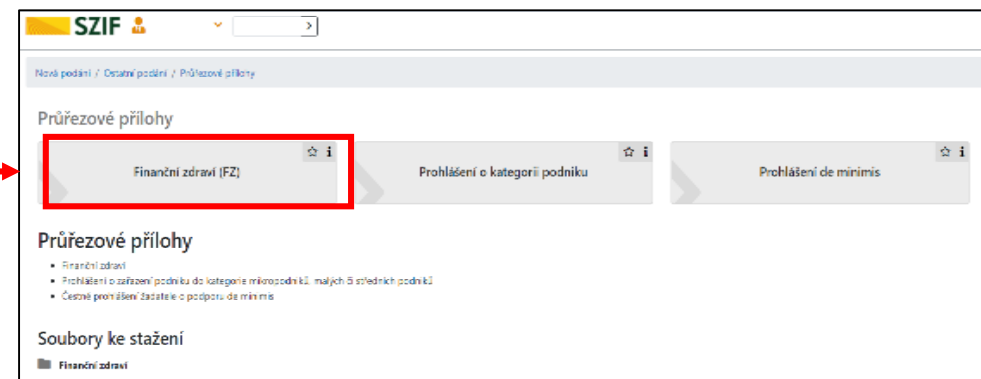 SZIF
Nová podání / Ostatní podání / Průřezové přílohy
Průřezové přílohy
Finanční zdraví (FZ)
Prohlášení o kategorii podniku
Prohlášení de minimis
Průřezové přílohy
Finanční zdraví
Prohlášení o zařazení podniku do kategorie mikropodniků, malých či středních podniků
Čestné prohlášení žadatele o podporu de minimis
Soubory ke stažení
Finanční zdraví